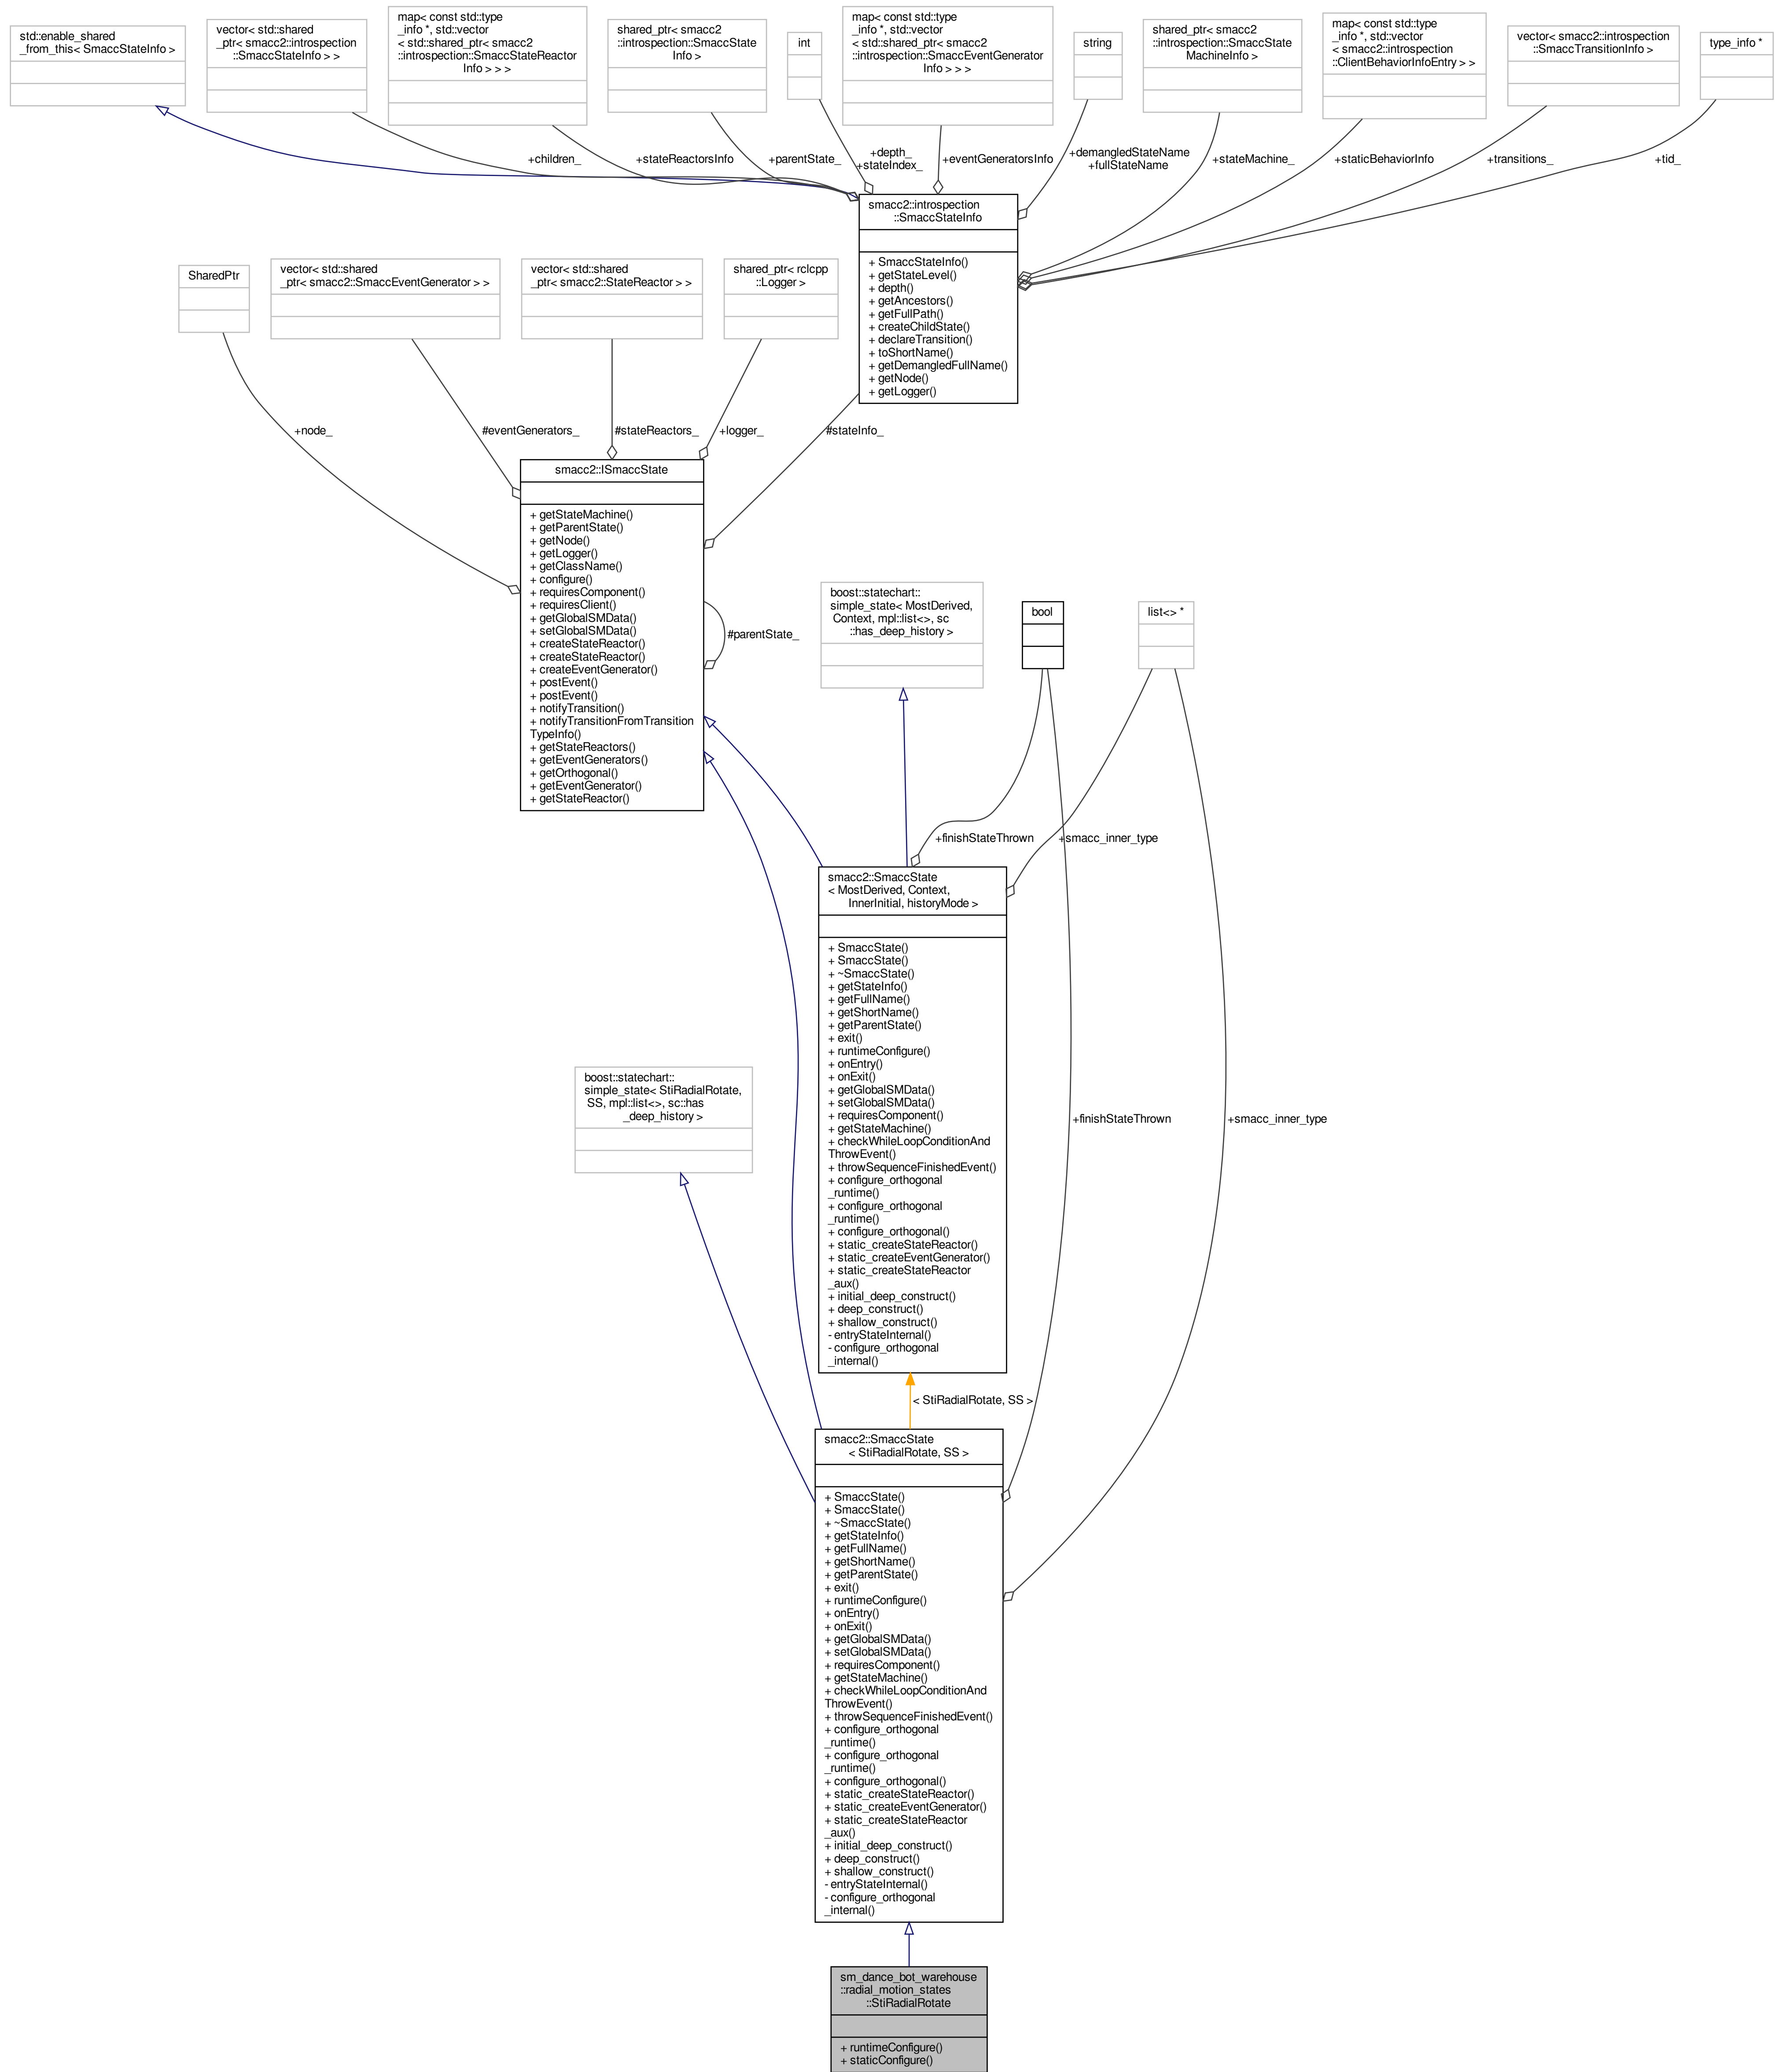 std::enable_shared
_from_this< SmaccStateInfo >
vector< std::shared
_ptr< smacc2::introspection
::SmaccStateInfo > >
map< const std::type
_info *, std::vector
< std::shared_ptr< smacc2
::introspection::SmaccStateReactor
Info > > >
shared_ptr< smacc2
::introspection::SmaccState
Info >
int
map< const std::type
_info *, std::vector
< std::shared_ptr< smacc2
::introspection::SmaccEventGenerator
Info > > >
string
shared_ptr< smacc2
::introspection::SmaccState
MachineInfo >
map< const std::type
_info *, std::vector
< smacc2::introspection
::ClientBehaviorInfoEntry > >
vector< smacc2::introspection
::SmaccTransitionInfo >
type_info *
+children_
+stateReactorsInfo
+parentState_
+depth_
+stateIndex_
+eventGeneratorsInfo
+demangledStateName
+fullStateName
+stateMachine_
+staticBehaviorInfo
+transitions_
+tid_
smacc2::introspection
::SmaccStateInfo
+ SmaccStateInfo()
+ getStateLevel()
+ depth()
+ getAncestors()
+ getFullPath()
+ createChildState()
+ declareTransition()
+ toShortName()
+ getDemangledFullName()
+ getNode()
+ getLogger()
SharedPtr
vector< std::shared
_ptr< smacc2::SmaccEventGenerator > >
vector< std::shared
_ptr< smacc2::StateReactor > >
shared_ptr< rclcpp
::Logger >
+node_
#eventGenerators_
#stateReactors_
+logger_
#stateInfo_
smacc2::ISmaccState
+ getStateMachine()
+ getParentState()
+ getNode()
+ getLogger()
+ getClassName()
+ configure()
+ requiresComponent()
+ requiresClient()
+ getGlobalSMData()
+ setGlobalSMData()
+ createStateReactor()
+ createStateReactor()
+ createEventGenerator()
+ postEvent()
+ postEvent()
+ notifyTransition()
+ notifyTransitionFromTransition
TypeInfo()
+ getStateReactors()
+ getEventGenerators()
+ getOrthogonal()
+ getEventGenerator()
+ getStateReactor()
#parentState_
boost::statechart::
simple_state< MostDerived,
Context, mpl::list<>, sc
::has_deep_history >
bool
list<> *
+finishStateThrown
+smacc_inner_type
smacc2::SmaccState
< MostDerived, Context,
InnerInitial, historyMode >
+ SmaccState()
+ SmaccState()
+ ~SmaccState()
+ getStateInfo()
+ getFullName()
+ getShortName()
+ getParentState()
+ exit()
+ runtimeConfigure()
+ onEntry()
+ onExit()
+ getGlobalSMData()
+ setGlobalSMData()
+ requiresComponent()
+ getStateMachine()
+ checkWhileLoopConditionAnd
ThrowEvent()
+ throwSequenceFinishedEvent()
+ configure_orthogonal
_runtime()
+ configure_orthogonal
_runtime()
+ configure_orthogonal()
+ static_createStateReactor()
+ static_createEventGenerator()
+ static_createStateReactor
_aux()
+ initial_deep_construct()
+ deep_construct()
+ shallow_construct()
- entryStateInternal()
- configure_orthogonal
_internal()
boost::statechart::
simple_state< StiRadialRotate,
SS, mpl::list<>, sc::has
_deep_history >
+finishStateThrown
+smacc_inner_type
< StiRadialRotate, SS >
smacc2::SmaccState
< StiRadialRotate, SS >
+ SmaccState()
+ SmaccState()
+ ~SmaccState()
+ getStateInfo()
+ getFullName()
+ getShortName()
+ getParentState()
+ exit()
+ runtimeConfigure()
+ onEntry()
+ onExit()
+ getGlobalSMData()
+ setGlobalSMData()
+ requiresComponent()
+ getStateMachine()
+ checkWhileLoopConditionAnd
ThrowEvent()
+ throwSequenceFinishedEvent()
+ configure_orthogonal
_runtime()
+ configure_orthogonal
_runtime()
+ configure_orthogonal()
+ static_createStateReactor()
+ static_createEventGenerator()
+ static_createStateReactor
_aux()
+ initial_deep_construct()
+ deep_construct()
+ shallow_construct()
- entryStateInternal()
- configure_orthogonal
_internal()
sm_dance_bot_warehouse
::radial_motion_states
::StiRadialRotate
+ runtimeConfigure()
+ staticConfigure()